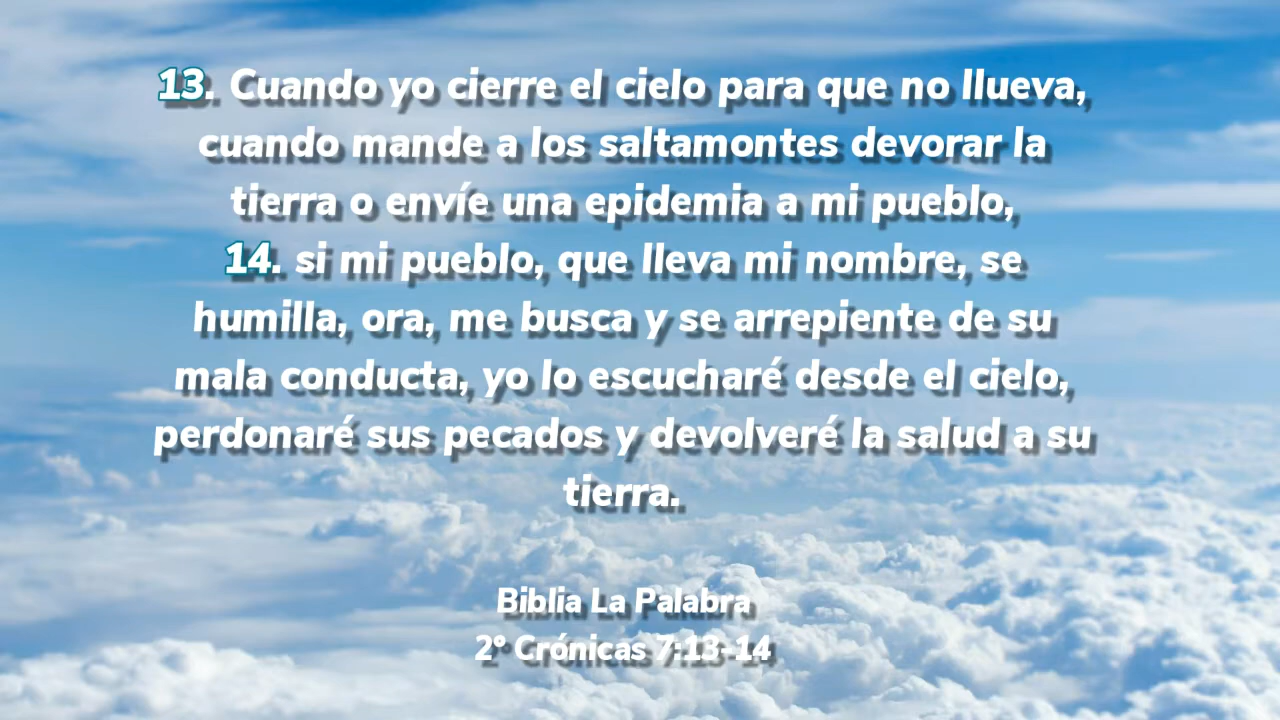 13. Cuando yo cierre el cielo para que no llueva,
cuando mande a los saltamontes devorar la
tierra o envíe una epidemia a mi pueblo,
14. si mi pueblo, que lleva mi nombre, se
humilla, ora, me busca y se arrepiente de su
mala conducta, yo lo escucharé desde el cielo,
perdonaré sus pecados y devolveré la salud a su
tierra.
Biblia La Palabra
2º Crónicas 7:13-14